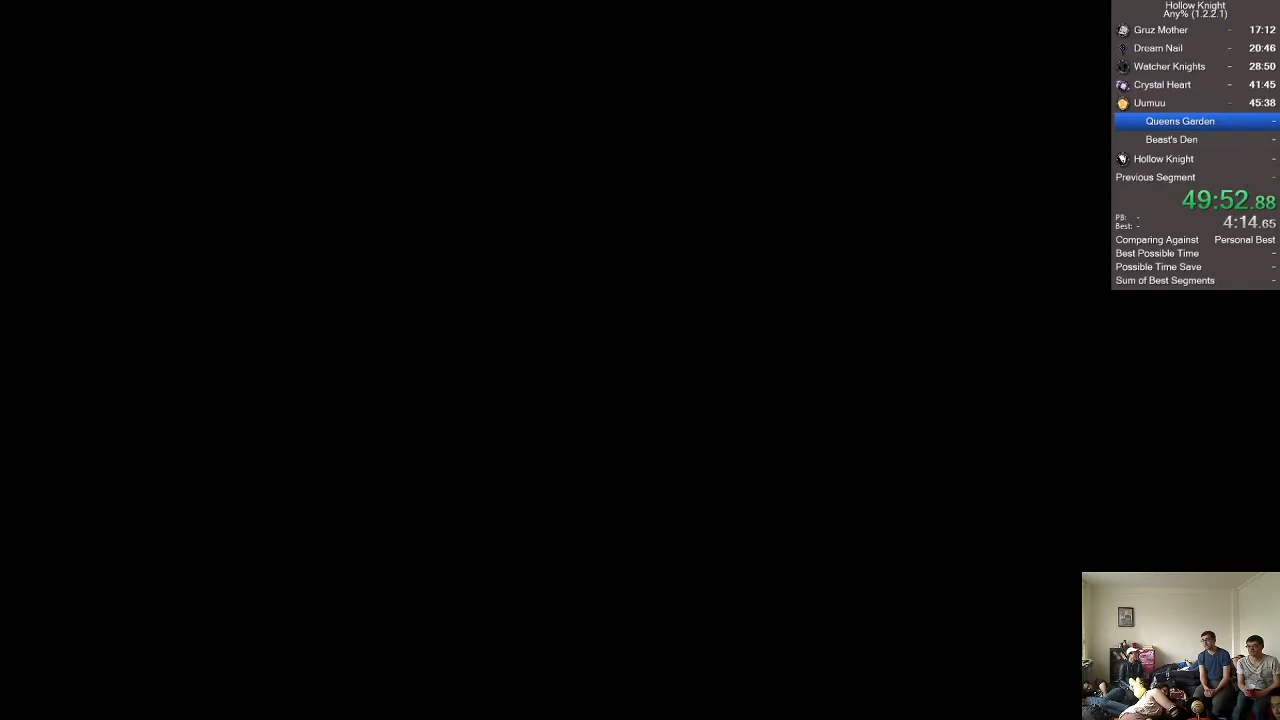 Hollow Knight
Any% (1.2.2.1)
Gruz Mother - 17:12
Dream Nail - 20:46
Watcher Knights - 28:50
Crystal Heart - 41:45
Uumuu - 45:38
Queens Garden -
Beast's Den -
Hollow Knight -
Previous Segment -
49:52.88
PB: - 4:14.65
Best: -
Comparing Against Personal Best
Best Possible Time -
Possible Time Save -
Sum of Best Segments -